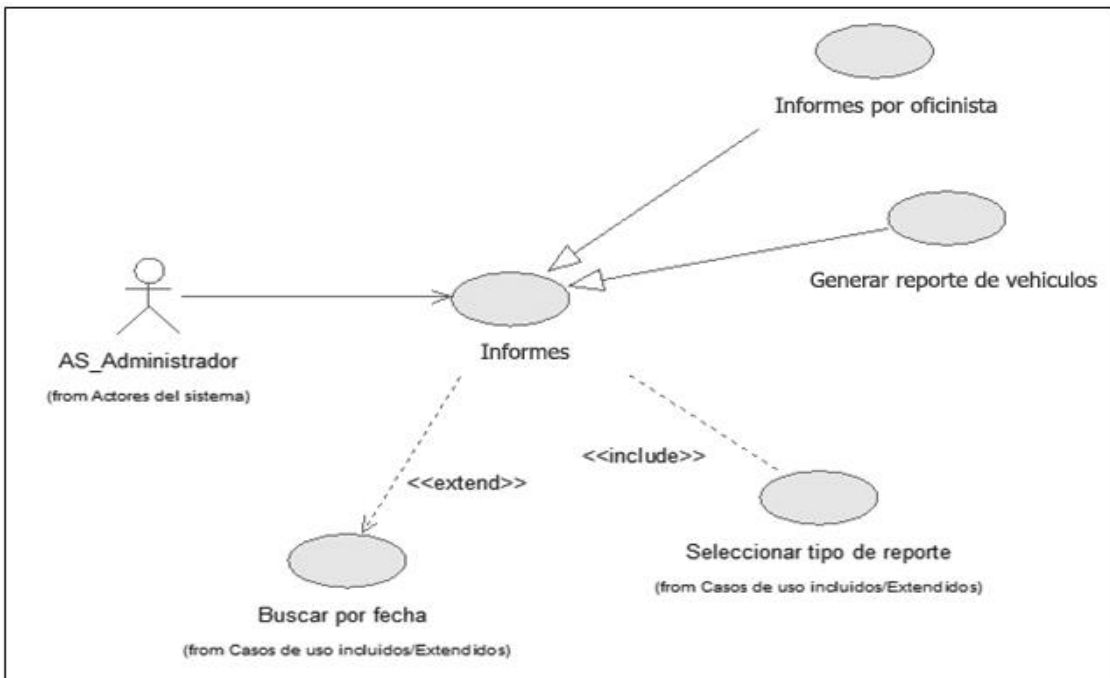 Informes por oficinista
Generar reporte de vehiculos
AS_Administrador
(from Actores del sistema)
Informes
<<extend>>
<<include>>
Seleccionar tipo de reporte
(from Casos de uso incluidos/Extendidos)
Buscar por fecha
(from Casos de uso incluidos/Extendidos)